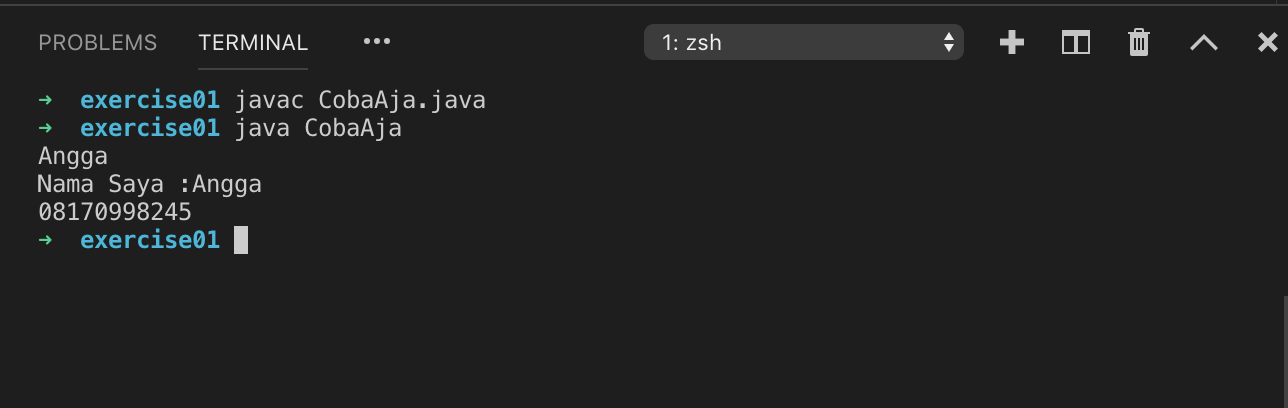 PROBLEMS TERMINAL ••• 1: zsh
➜ exercise01 javac CobaAja.java
➜ exercise01 java CobaAja
Angga
Nama Saya :Angga
08170998245
➜ exercise01